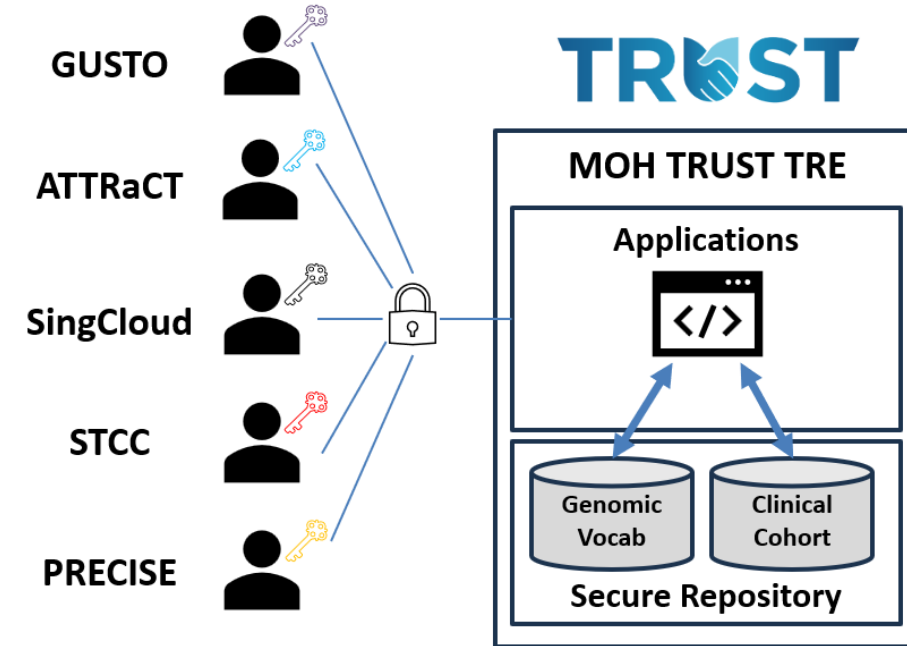 GUSTO
ATTRaCT
SingCloud
STCC
PRECISE
TRUST
MOH TRUST TRE
Applications
</>
Genomic
Vocab
Clinical
Cohort
Secure Repository